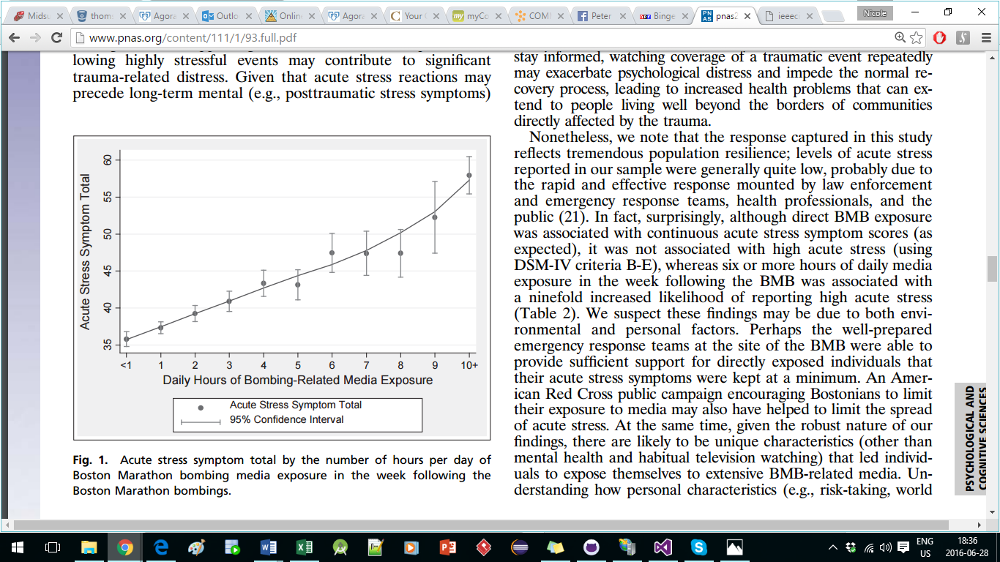 Midsu
thom
Agora
Outlo
Onlin
Agora
Your
myCo
COM
Peter
Binge
pnas
ieeec
Nicole
www.pnas.org/content/111/1/93.full.pdf
lowing highly stressful events may contribute to significant
trauma-related distress. Given that acute stress reactions may
precede long-term mental (e.g., posttraumatic stress symptoms)
Acute Stress Symptom Total
60
55
50
45
40
35
<1 1 2 3 4 5 6 7 8 9 10+
Daily Hours of Bombing-Related Media Exposure
Acute Stress Symptom Total
95% Confidence Interval
Fig. 1. Acute stress symptom total by the number of hours per day of
Boston Marathon bombing media exposure in the week following the
Boston Marathon bombings.
stay informed, watching coverage of a traumatic event repeatedly
may exacerbate psychological distress and impede the normal re-
covery process, leading to increased health problems that can ex-
tend to people living well beyond the borders of communities
directly affected by the trauma.
Nonetheless, we note that the response captured in this study
reflects tremendous population resilience; levels of acute stress
reported in our sample were generally quite low, probably due to
the rapid and effective response mounted by law enforcement
and emergency response teams, health professionals, and the
public (21). In fact, surprisingly, although direct BMB exposure
was associated with continuous acute stress symptom scores (as
expected), it was not associated with high acute stress (using
DSM-IV criteria B-E), whereas six or more hours of daily media
exposure in the week following the BMB was associated with
a ninefold increased likelihood of reporting high acute stress
(Table 2). We suspect these findings may be due to both envi-
ronmental and personal factors. Perhaps the well-prepared
emergency response teams at the site of the BMB were able to
provide sufficient support for directly exposed individuals that
their acute stress symptoms were kept at a minimum. An Amer-
ican Red Cross public campaign encouraging Bostonians to limit
their exposure to media may also have helped to limit the spread
of acute stress. At the same time, given the robust nature of our
findings, there are likely to be unique characteristics (other than
mental health and habitual television watching) that led individ-
uals to expose themselves to extensive BMB-related media. Un-
derstanding how personal characteristics (e.g., risk-taking, world
PSYCHOLOGICAL AND
COGNITIVE SCIENCES
ENG
US
18:36
2016-06-28